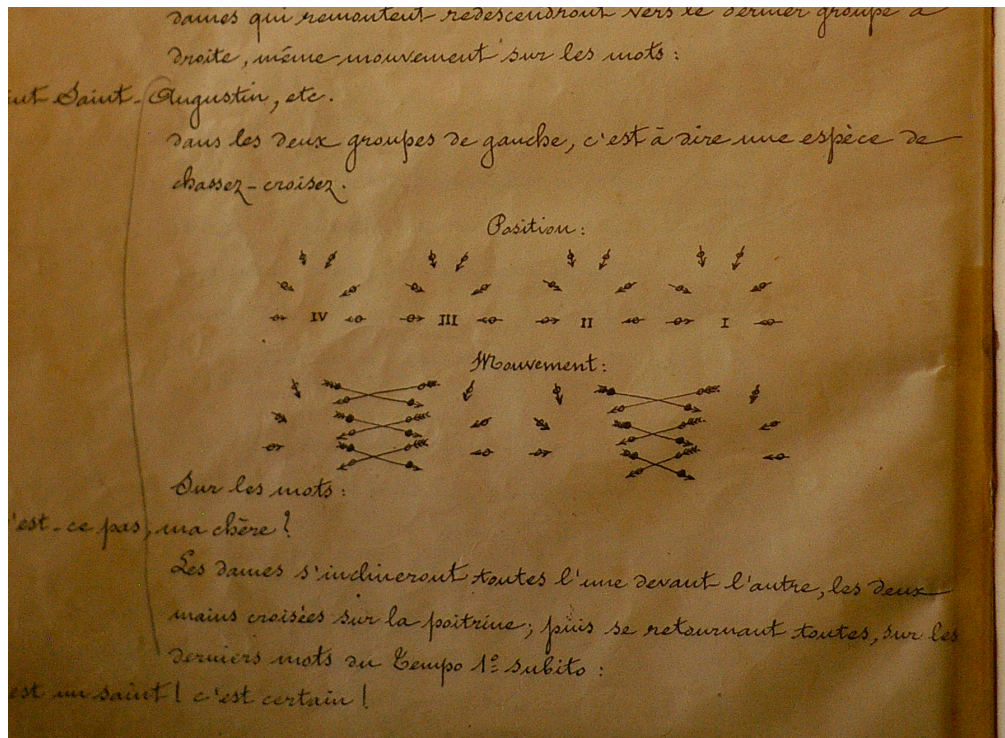 dames qui remontent redescendront vers le dernier groupe à
droite, même mouvement sur les mots :
Saint-Augustin, etc.
dans les deux groupes de gauche, c'est à dire une espèce de
chassez-croisez.
Position :
IV III II I
Mouvement :
Sur les mots :
'est-ce pas, ma chère ?
Les dames s'inclineront toutes l'une devant l'autre, les deux
mains croisées sur la poitrine ; puis se retournant toutes, sur les
derniers mots du Tempo 1º subito :
est un saint ! c'est certain !